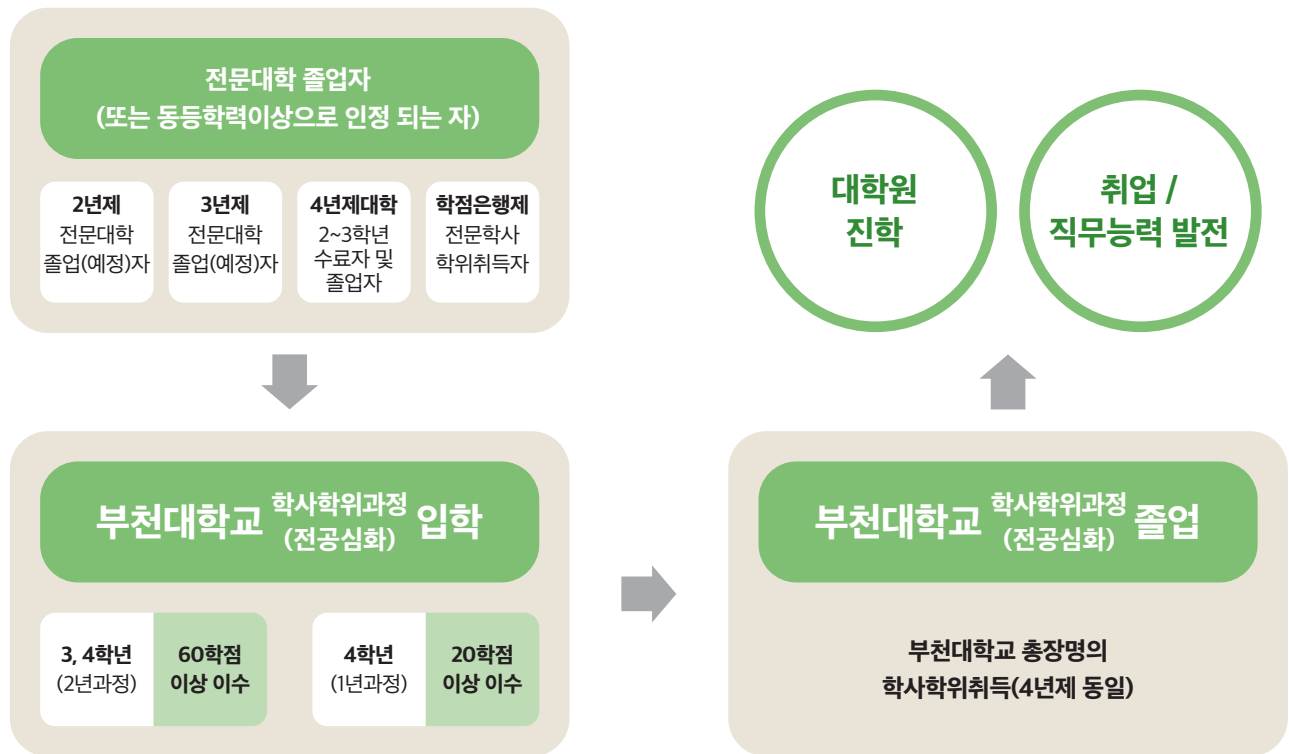 전문대학 졸업자
(또는 동등학력이상으로 인정 되는 자)
2년제
전문대학
졸업(예정)자
3년제
전문대학
졸업(예정)자
4년제대학
2~3학년
수료자 및
졸업자
학점은행제
전문학사
학위취득자
부천대학교 학사학위과정 (전공심화) 입학
3, 4학년
(2년과정)
60학점
이상 이수
4학년
(1년과정)
20학점
이상 이수
부천대학교 학사학위과정 (전공심화) 졸업
부천대학교 총장명의
학사학위취득(4년제 동일)
대학원
진학
취업 /
직무능력 발전